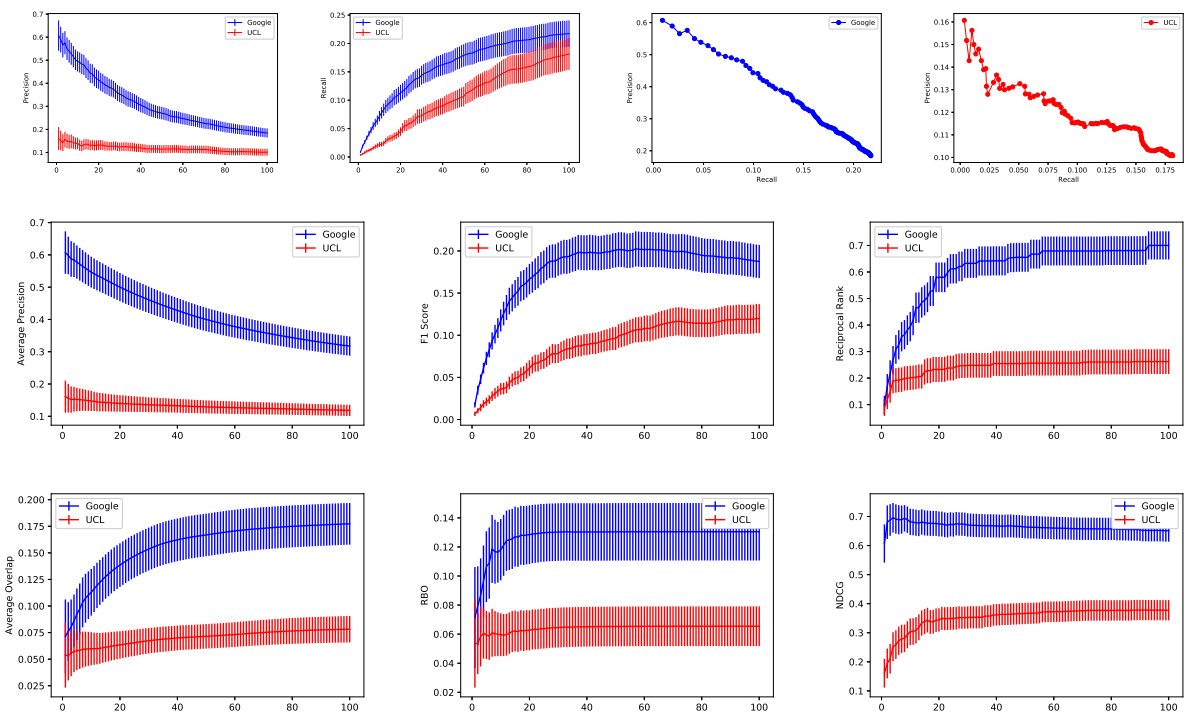 0.7
0.6
0.5
0.4
0.3
0.2
0.1
Precision
0 20 40 60 80 100
Google
UCL
0.25
0.20
0.15
0.10
0.05
0.00
Recall
0 20 40 60 80 100
Google
UCL
0.6
0.5
0.4
0.3
0.2
Precision
0.00 0.05 0.10 0.15 0.20
Recall
Google
0.16
0.15
0.14
0.13
0.12
0.11
0.10
Precision
0.000 0.025 0.050 0.075 0.100 0.125 0.150 0.175
Recall
UCL
0.7
0.6
0.5
0.4
0.3
0.2
0.1
Average Precision
0 20 40 60 80 100
Google
UCL
0.20
0.15
0.10
0.05
0.00
F1 Score
0 20 40 60 80 100
Google
UCL
0.7
0.6
0.5
0.4
0.3
0.2
0.1
Reciprocal Rank
0 20 40 60 80 100
Google
UCL
0.200
0.175
0.150
0.125
0.100
0.075
0.050
0.025
Average Overlap
0 20 40 60 80 100
Google
UCL
0.14
0.12
0.10
0.08
0.06
0.04
0.02
RBO
0 20 40 60 80 100
Google
UCL
0.7
0.6
0.5
0.4
0.3
0.2
0.1
NDCG
0 20 40 60 80 100
Google
UCL